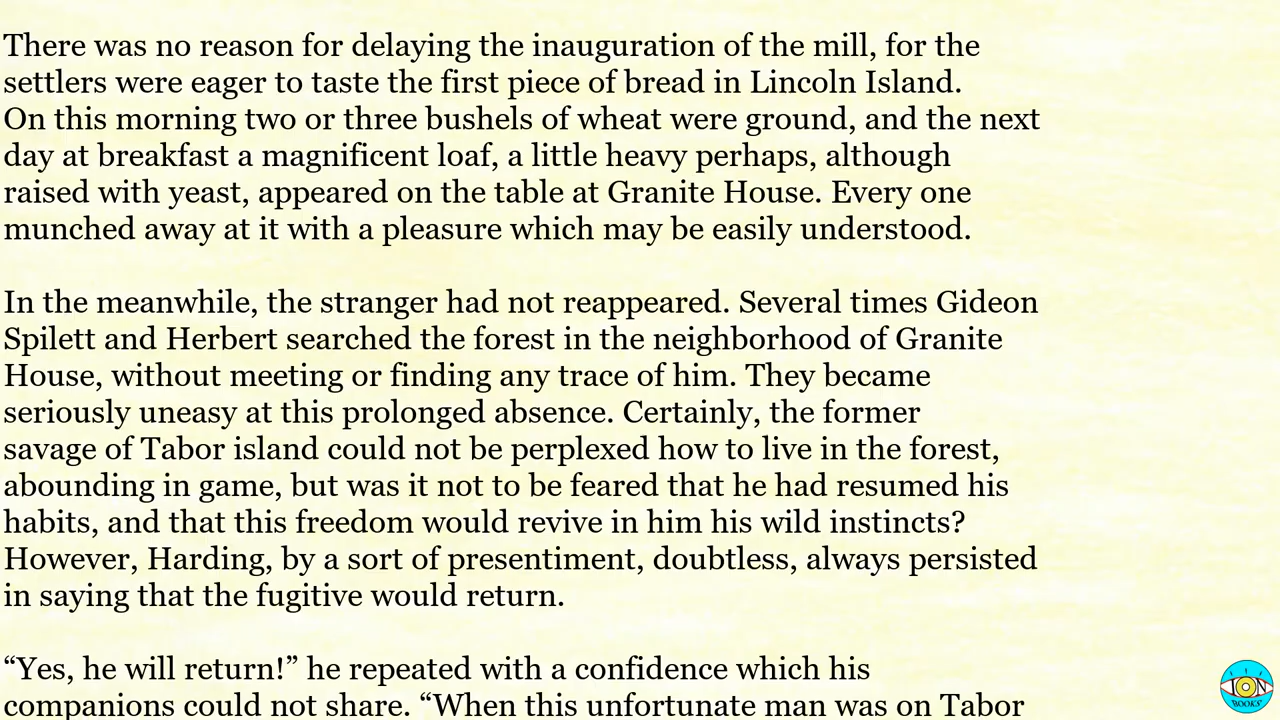 There was no reason for delaying the inauguration of the mill, for the
settlers were eager to taste the first piece of bread in Lincoln Island.
On this morning two or three bushels of wheat were ground, and the next
day at breakfast a magnificent loaf, a little heavy perhaps, although
raised with yeast, appeared on the table at Granite House. Every one
munched away at it with a pleasure which may be easily understood.

In the meanwhile, the stranger had not reappeared. Several times Gideon
Spilett and Herbert searched the forest in the neighborhood of Granite
House, without meeting or finding any trace of him. They became
seriously uneasy at this prolonged absence. Certainly, the former
savage of Tabor island could not be perplexed how to live in the forest,
abounding in game, but was it not to be feared that he had resumed his
habits, and that this freedom would revive in him his wild instincts?
However, Harding, by a sort of presentiment, doubtless, always persisted
in saying that the fugitive would return.

“Yes, he will return!” he repeated with a confidence which his
companions could not share. “When this unfortunate man was on Tabor
ION
BOOKS